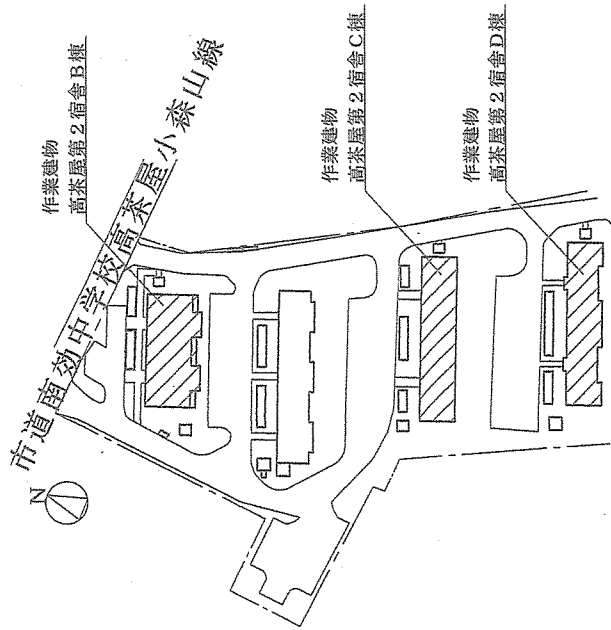 市道南効中学校高茶屋小森山線
N
作業建物
高茶屋第2宿舎B棟
作業建物
高茶屋第2宿舎C棟
作業建物
高茶屋第2宿舎D棟